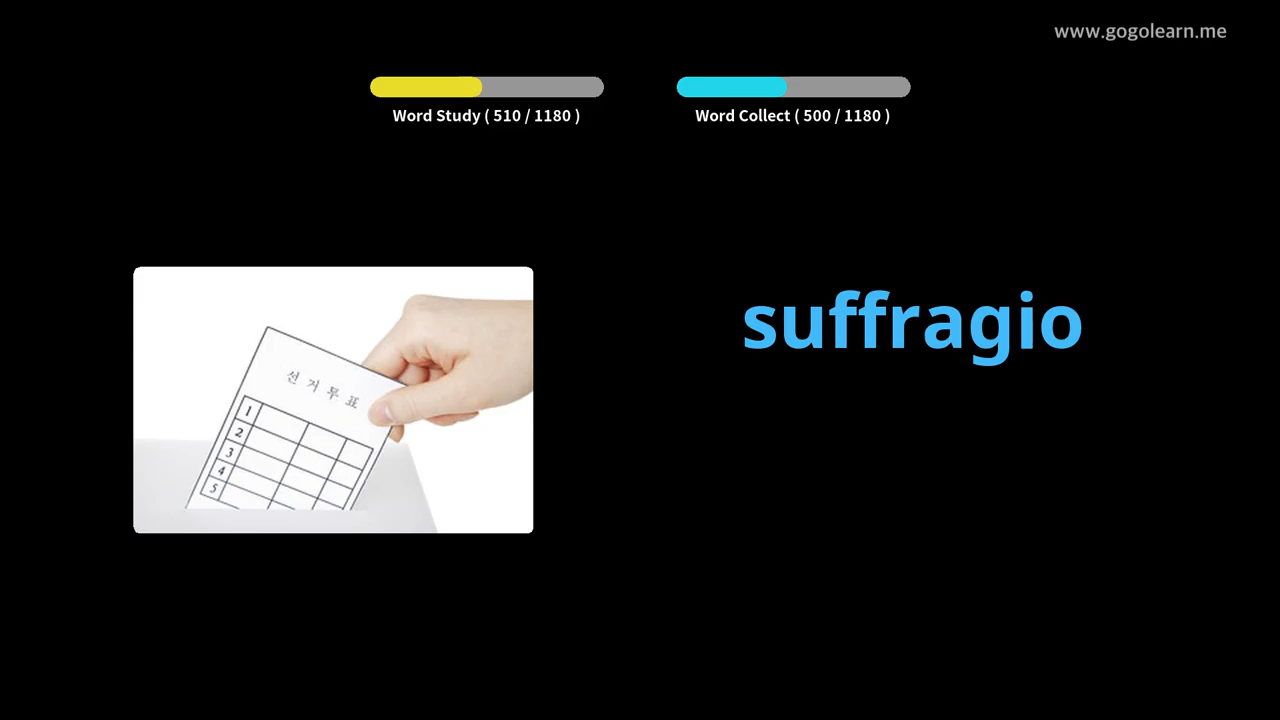 www.gogolearn.me
Word Study ( 510 / 1180 )
Word Collect ( 500 / 1180 )
suffragio
선 거 투 표
1
2
3
4
5